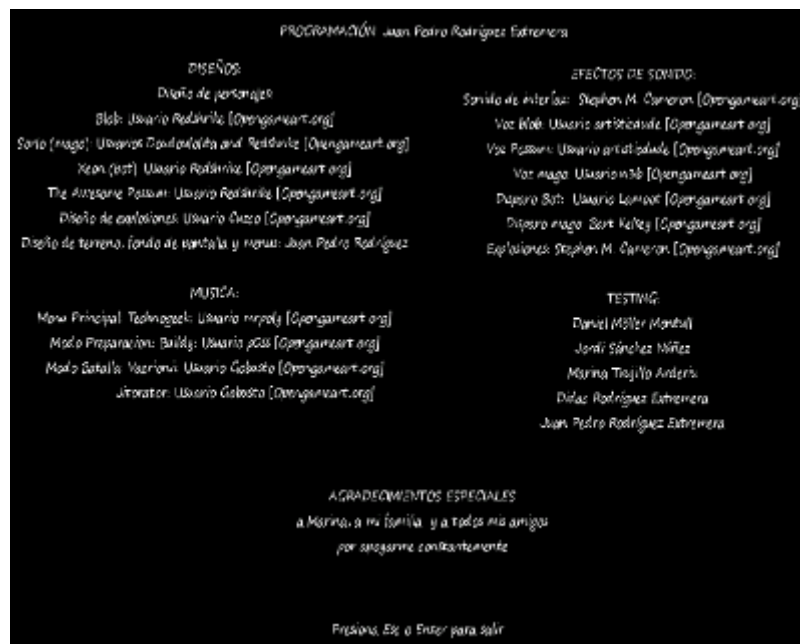 PROGRAMACIÓN: Juan Pedro Rodríguez Extremera
DISEÑOS:
Diseño de personajes:
Blob: Usuario Redshrike [Opengameart.org]
(mago): Usuarios and Redshrike [Opengameart.org]
Xeon (bot): Usuario Redshrike [Opengameart.org]
The Awesome Possum: Usuario Redshrike [Opengameart.org]
Diseño de explosiones: Usuario Cuzco [Opengameart.org]
Diseño de terreno, fondo de pantalla y menus: Juan Pedro Rodríguez
MUSICA:
Menu Principal: Technogeek: Usuario mrpoly [Opengameart.org]
Modo Preparacion: Buildy: Usuario [Opengameart.org]
Modo Batalla: Usuario Gobusto [Opengameart.org]
Usuario Gobusto [Opengameart.org]
EFECTOS DE SONIDO:
Sonido de interfaz: Stephen M. Cameron [Opengameart.org]
Voz blob: Usuario artisticdude [Opengameart.org]
Voz Possum: Usuario artisticdude [Opengameart.org]
Voz mago: Usuario [Opengameart.org]
Disparo Bot: Usuario [Opengameart.org]
Disparo mago: Bart Kelsey [Opengameart.org]
Explosiones: Stephen M. Cameron [Opengameart.org]
TESTING:
Daniel Möller Montull
Jordi Sánchez Núñez
Marina Trujillo
Dídac Rodríguez Extremera
Juan Pedro Rodríguez Extremera
AGRADECIMIENTOS ESPECIALES
a Marina, a mi familia y a todos mis amigos
por apoyarme constantemente
Presiona Esc o Enter para salir